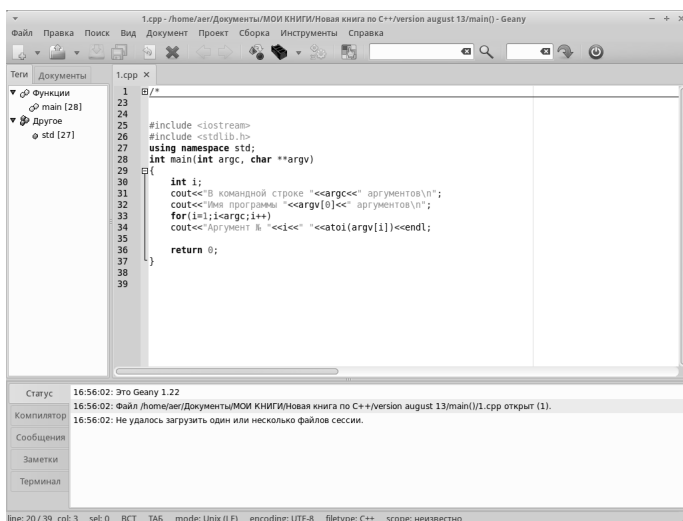 1.cpp - /home/aer/Документы/МОИ КНИГИ/Новая книга по C++/version august 13/main() - Geany
Файл Правка Поиск Вид Документ Проект Сборка Инструменты Справка
Теги Документы
1.cpp
Функции
main [28]
Другое
std [27]
1 /*
23
24
25 #include <iostream>
26 #include <stdlib.h>
27 using namespace std;
28 int main(int argc, char **argv)
29 {
30 int i;
31 cout<<"В командной строке "<<argc<<" аргументов\n";
32 cout<<"Имя программы "<<argv[0]<<" аргументов\n";
33 for(i=1;i<argc;i++)
34 cout<<"Аргумент № "<<i<<" "<<atoi(argv[i])<<endl;
35
36 return 0;
37 }
38
39
Статус
Компилятор
Сообщения
Заметки
Терминал
16:56:02: Это Geany 1.22
16:56:02: Файл /home/aer/Документы/МОИ КНИГИ/Новая книга по C++/version august 13/main()/1.cpp открыт (1).
16:56:02: Не удалось загрузить один или несколько файлов сессии.
line: 20 / 39 col: 3 sel: 0 ВСТ ТАБ mode: Unix (LF) encoding: UTF-8 filetype: C++ scope: неизвестно